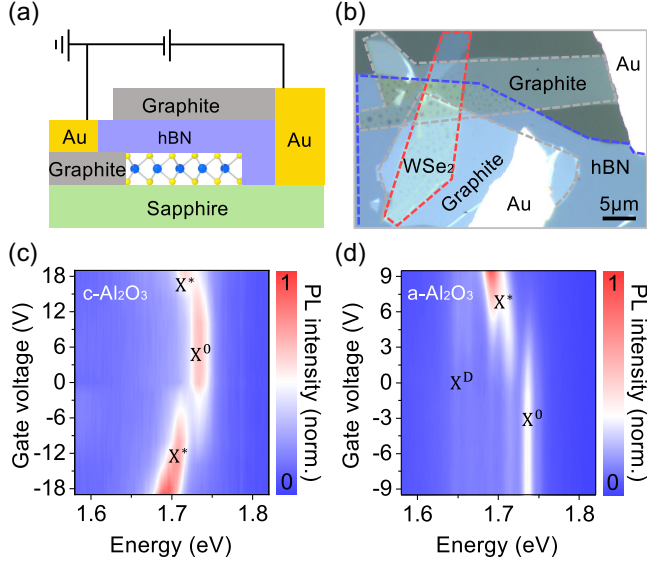 (a)
Graphite
Au
hBN
Au
Graphite
Sapphire
(b)
Graphite
Au
WSe₂
Graphite
hBN
Au
5μm
(c)
c-Al₂O₃
X*
X⁰
X*
18
12
6
0
-6
-12
-18
Gate voltage (V)
1.6
1.7
1.8
Energy (eV)
1
0
PL intensity (norm.)
(d)
a-Al₂O₃
X*
Xᴰ
X⁰
9
6
3
0
-3
-6
-9
Gate voltage (V)
1.6
1.7
1.8
Energy (eV)
1
0
PL intensity (norm.)